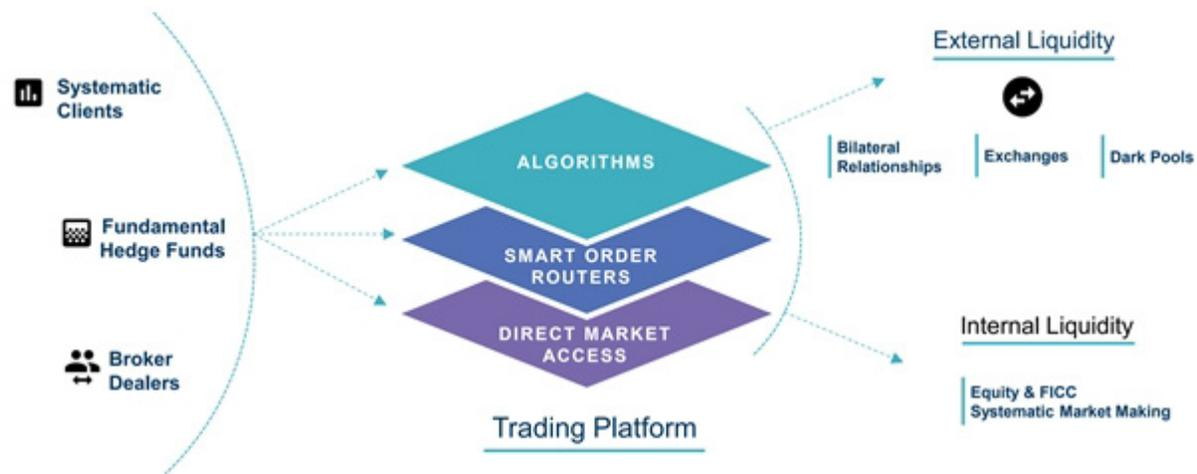 Systematic
Clients
Fundamental
Hedge Funds
Broker
Dealers
ALGORITHMS
SMART ORDER
ROUTERS
DIRECT MARKET
ACCESS
Trading Platform
External Liquidity
Bilateral
Relationships
Exchanges
Dark Pools
Internal Liquidity
Equity & FICC
Systematic Market Making